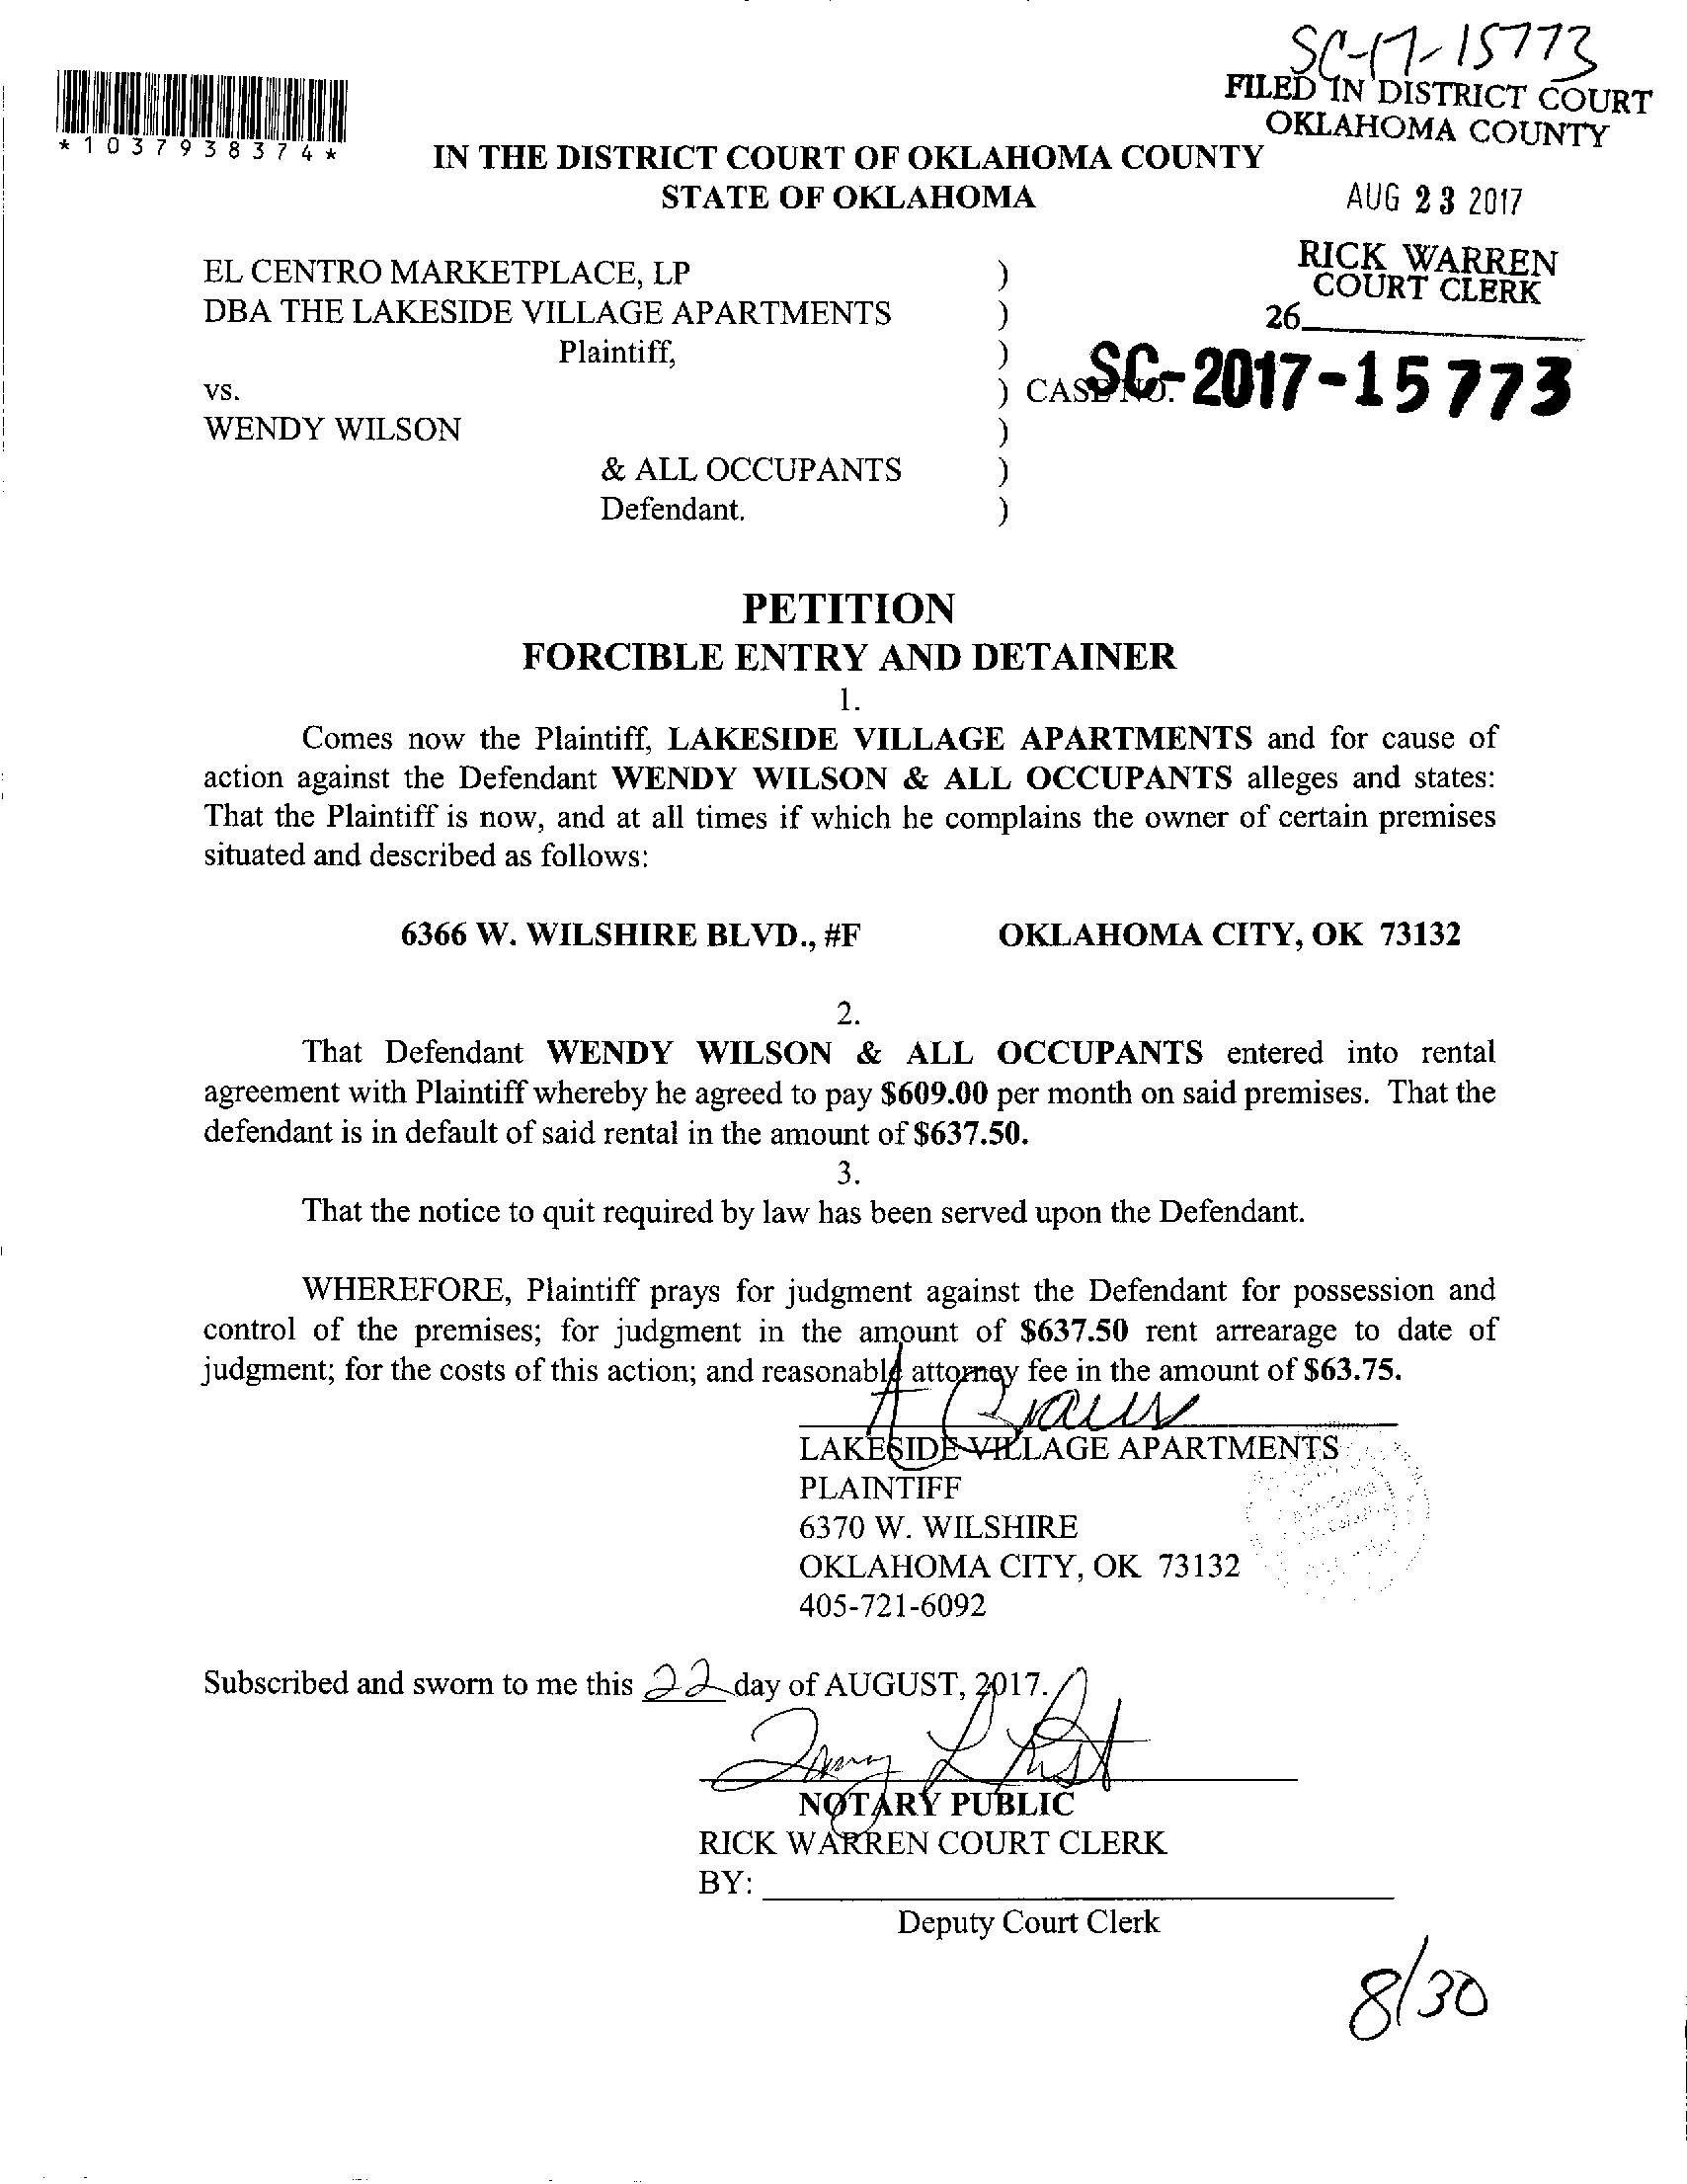 SC-17-15773
FILED IN DISTRICT COURT
OKLAHOMA COUNTY
*1037938374*
IN THE DISTRICT COURT OF OKLAHOMA COUNTY
STATE OF OKLAHOMA
AUG 23 2017
RICK WARREN
COURT CLERK
26
EL CENTRO MARKETPLACE, LP )
DBA THE LAKESIDE VILLAGE APARTMENTS )
Plaintiff, )
vs. ) CASE NO. SC-2017-15773
WENDY WILSON )
& ALL OCCUPANTS )
Defendant. )
PETITION
FORCIBLE ENTRY AND DETAINER
1.
Comes now the Plaintiff, LAKESIDE VILLAGE APARTMENTS and for cause of
action against the Defendant WENDY WILSON & ALL OCCUPANTS alleges and states:
That the Plaintiff is now, and at all times if which he complains the owner of certain premises
situated and described as follows:
6366 W. WILSHIRE BLVD., #F OKLAHOMA CITY, OK 73132
2.
That Defendant WENDY WILSON & ALL OCCUPANTS entered into rental
agreement with Plaintiff whereby he agreed to pay $609.00 per month on said premises. That the
defendant is in default of said rental in the amount of $637.50.
3.
That the notice to quit required by law has been served upon the Defendant.
WHEREFORE, Plaintiff prays for judgment against the Defendant for possession and
control of the premises; for judgment in the amount of $637.50 rent arrearage to date of
judgment; for the costs of this action; and reasonable attorney fee in the amount of $63.75.
LAKESIDE VILLAGE APARTMENTS
PLAINTIFF
6370 W. WILSHIRE
OKLAHOMA CITY, OK 73132
405-721-6092
Subscribed and sworn to me this 22 day of AUGUST, 2017.
NOTARY PUBLIC
RICK WARREN COURT CLERK
BY:
Deputy Court Clerk
8/30